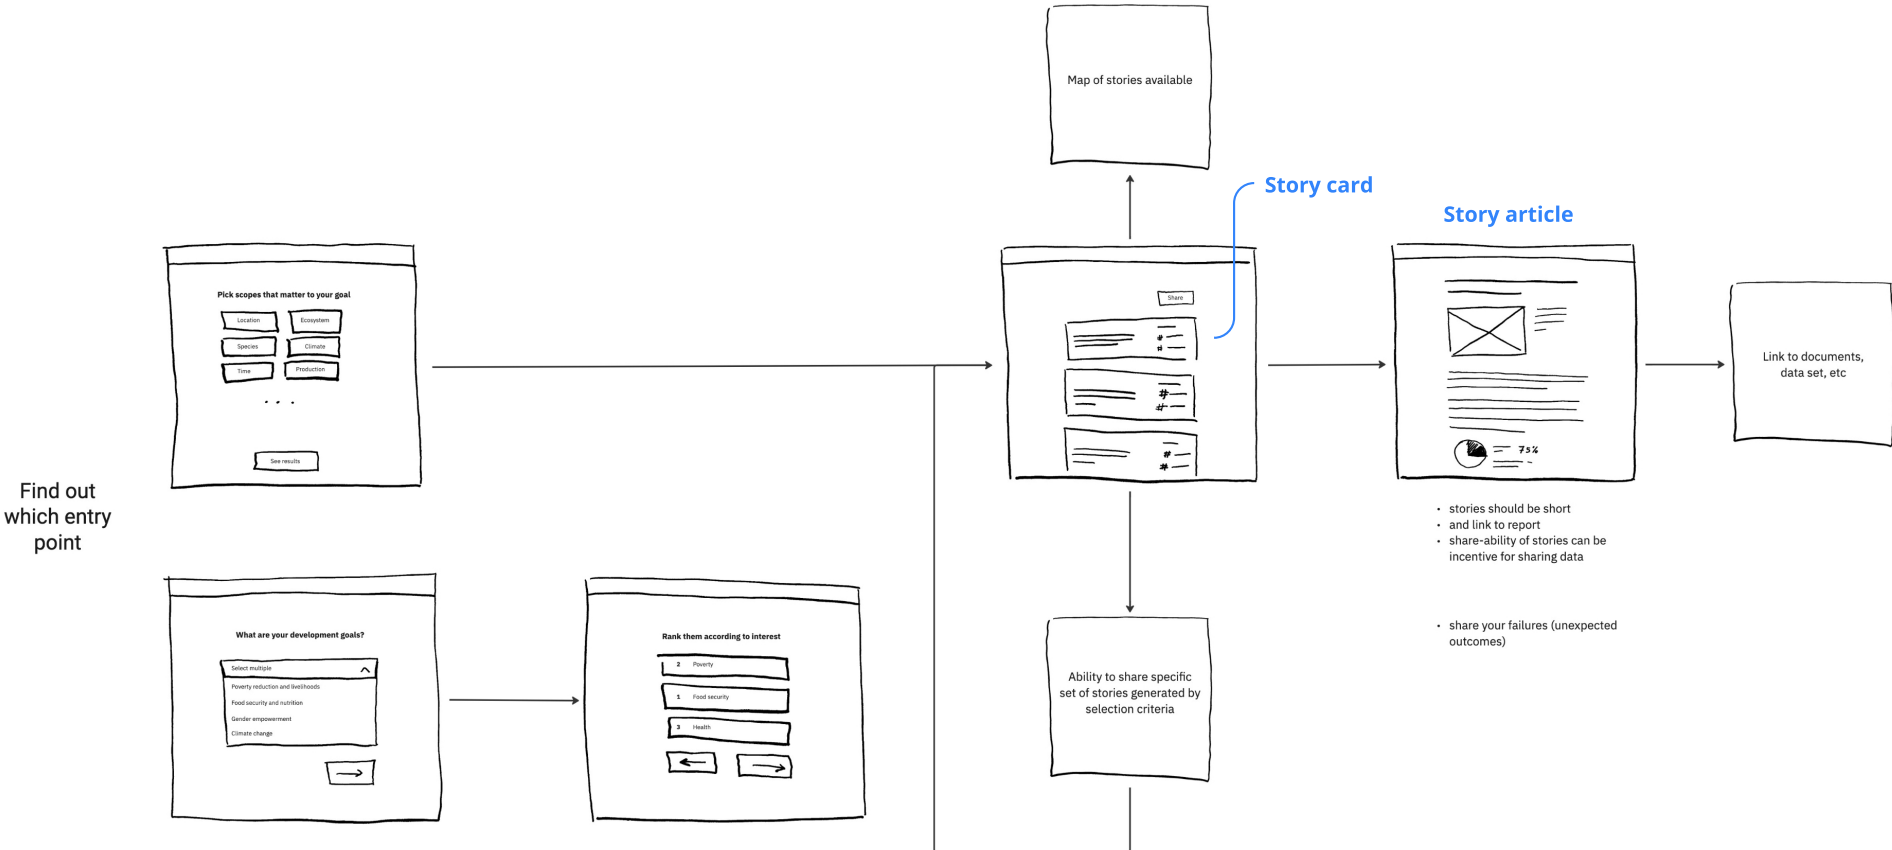 Map of stories available
Story card
Story article
Pick scopes that matter to your goal
Location
Ecosystem
Species
Climate
Time
Production
. . .
See results
Share
#
#
#
#
#
#
75%
Link to documents,
data set, etc
Find out
which entry
point
• stories should be short
• and link to report
• share-ability of stories can be
incentive for sharing data
• share your failures (unexpected
outcomes)
What are your development goals?
Select multiple
Poverty reduction and livelihoods
Food security and nutrition
Gender empowerment
Climate change
Rank them according to interest
2 Poverty
1 Food security
3 Health
Ability to share specific
set of stories generated by
selection criteria